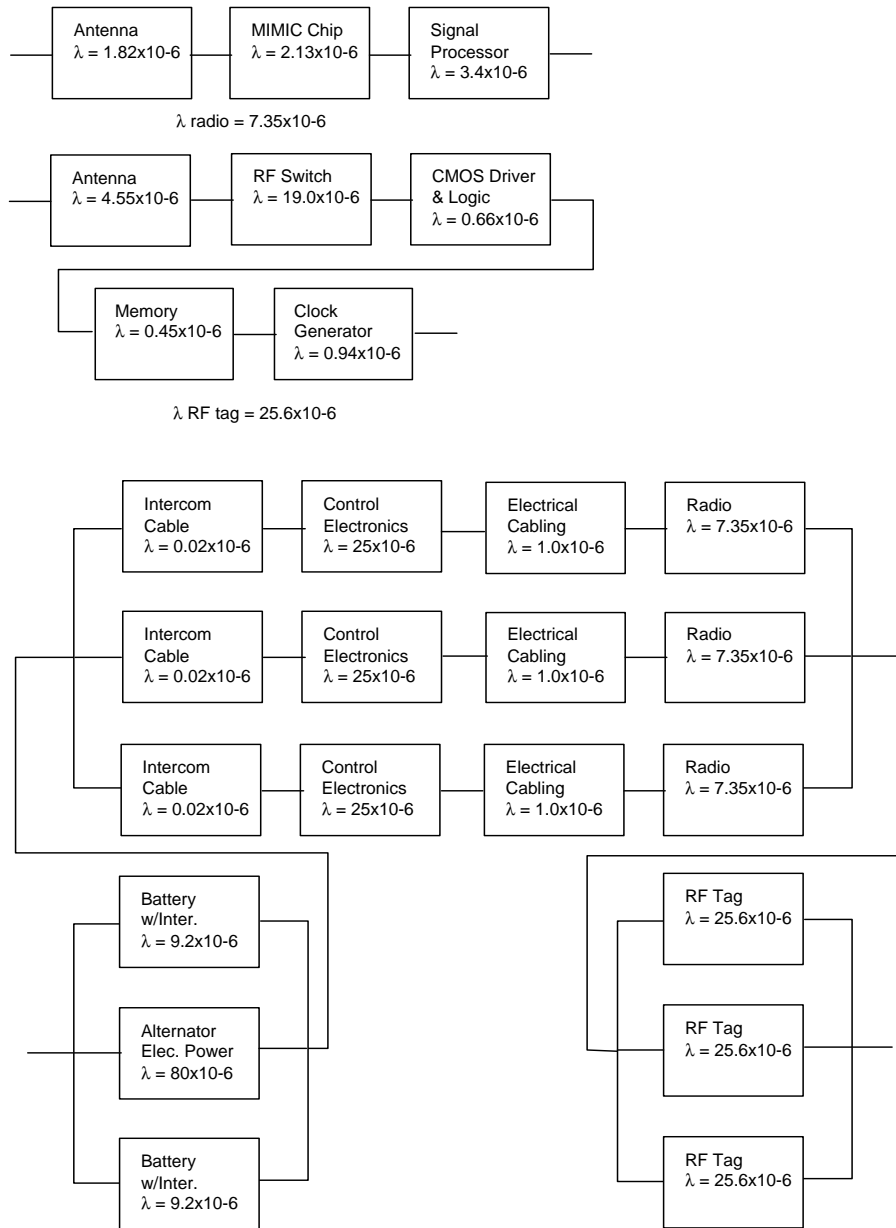 Antenna
λ = 1.82x10-6
MIMIC Chip
λ = 2.13x10-6
Signal
Processor
λ = 3.4x10-6
λ radio = 7.35x10-6
Antenna
λ = 4.55x10-6
RF Switch
λ = 19.0x10-6
CMOS Driver
& Logic
λ = 0.66x10-6
Memory
λ = 0.45x10-6
Clock
Generator
λ = 0.94x10-6
λ RF tag = 25.6x10-6
Intercom
Cable
λ = 0.02x10-6
Control
Electronics
λ = 25x10-6
Electrical
Cabling
λ = 1.0x10-6
Radio
λ = 7.35x10-6
Intercom
Cable
λ = 0.02x10-6
Control
Electronics
λ = 25x10-6
Electrical
Cabling
λ = 1.0x10-6
Radio
λ = 7.35x10-6
Intercom
Cable
λ = 0.02x10-6
Control
Electronics
λ = 25x10-6
Electrical
Cabling
λ = 1.0x10-6
Radio
λ = 7.35x10-6
Battery
w/Inter.
λ = 9.2x10-6
RF Tag
λ = 25.6x10-6
Alternator
Elec. Power
λ = 80x10-6
RF Tag
λ = 25.6x10-6
Battery
w/Inter.
λ = 9.2x10-6
RF Tag
λ = 25.6x10-6